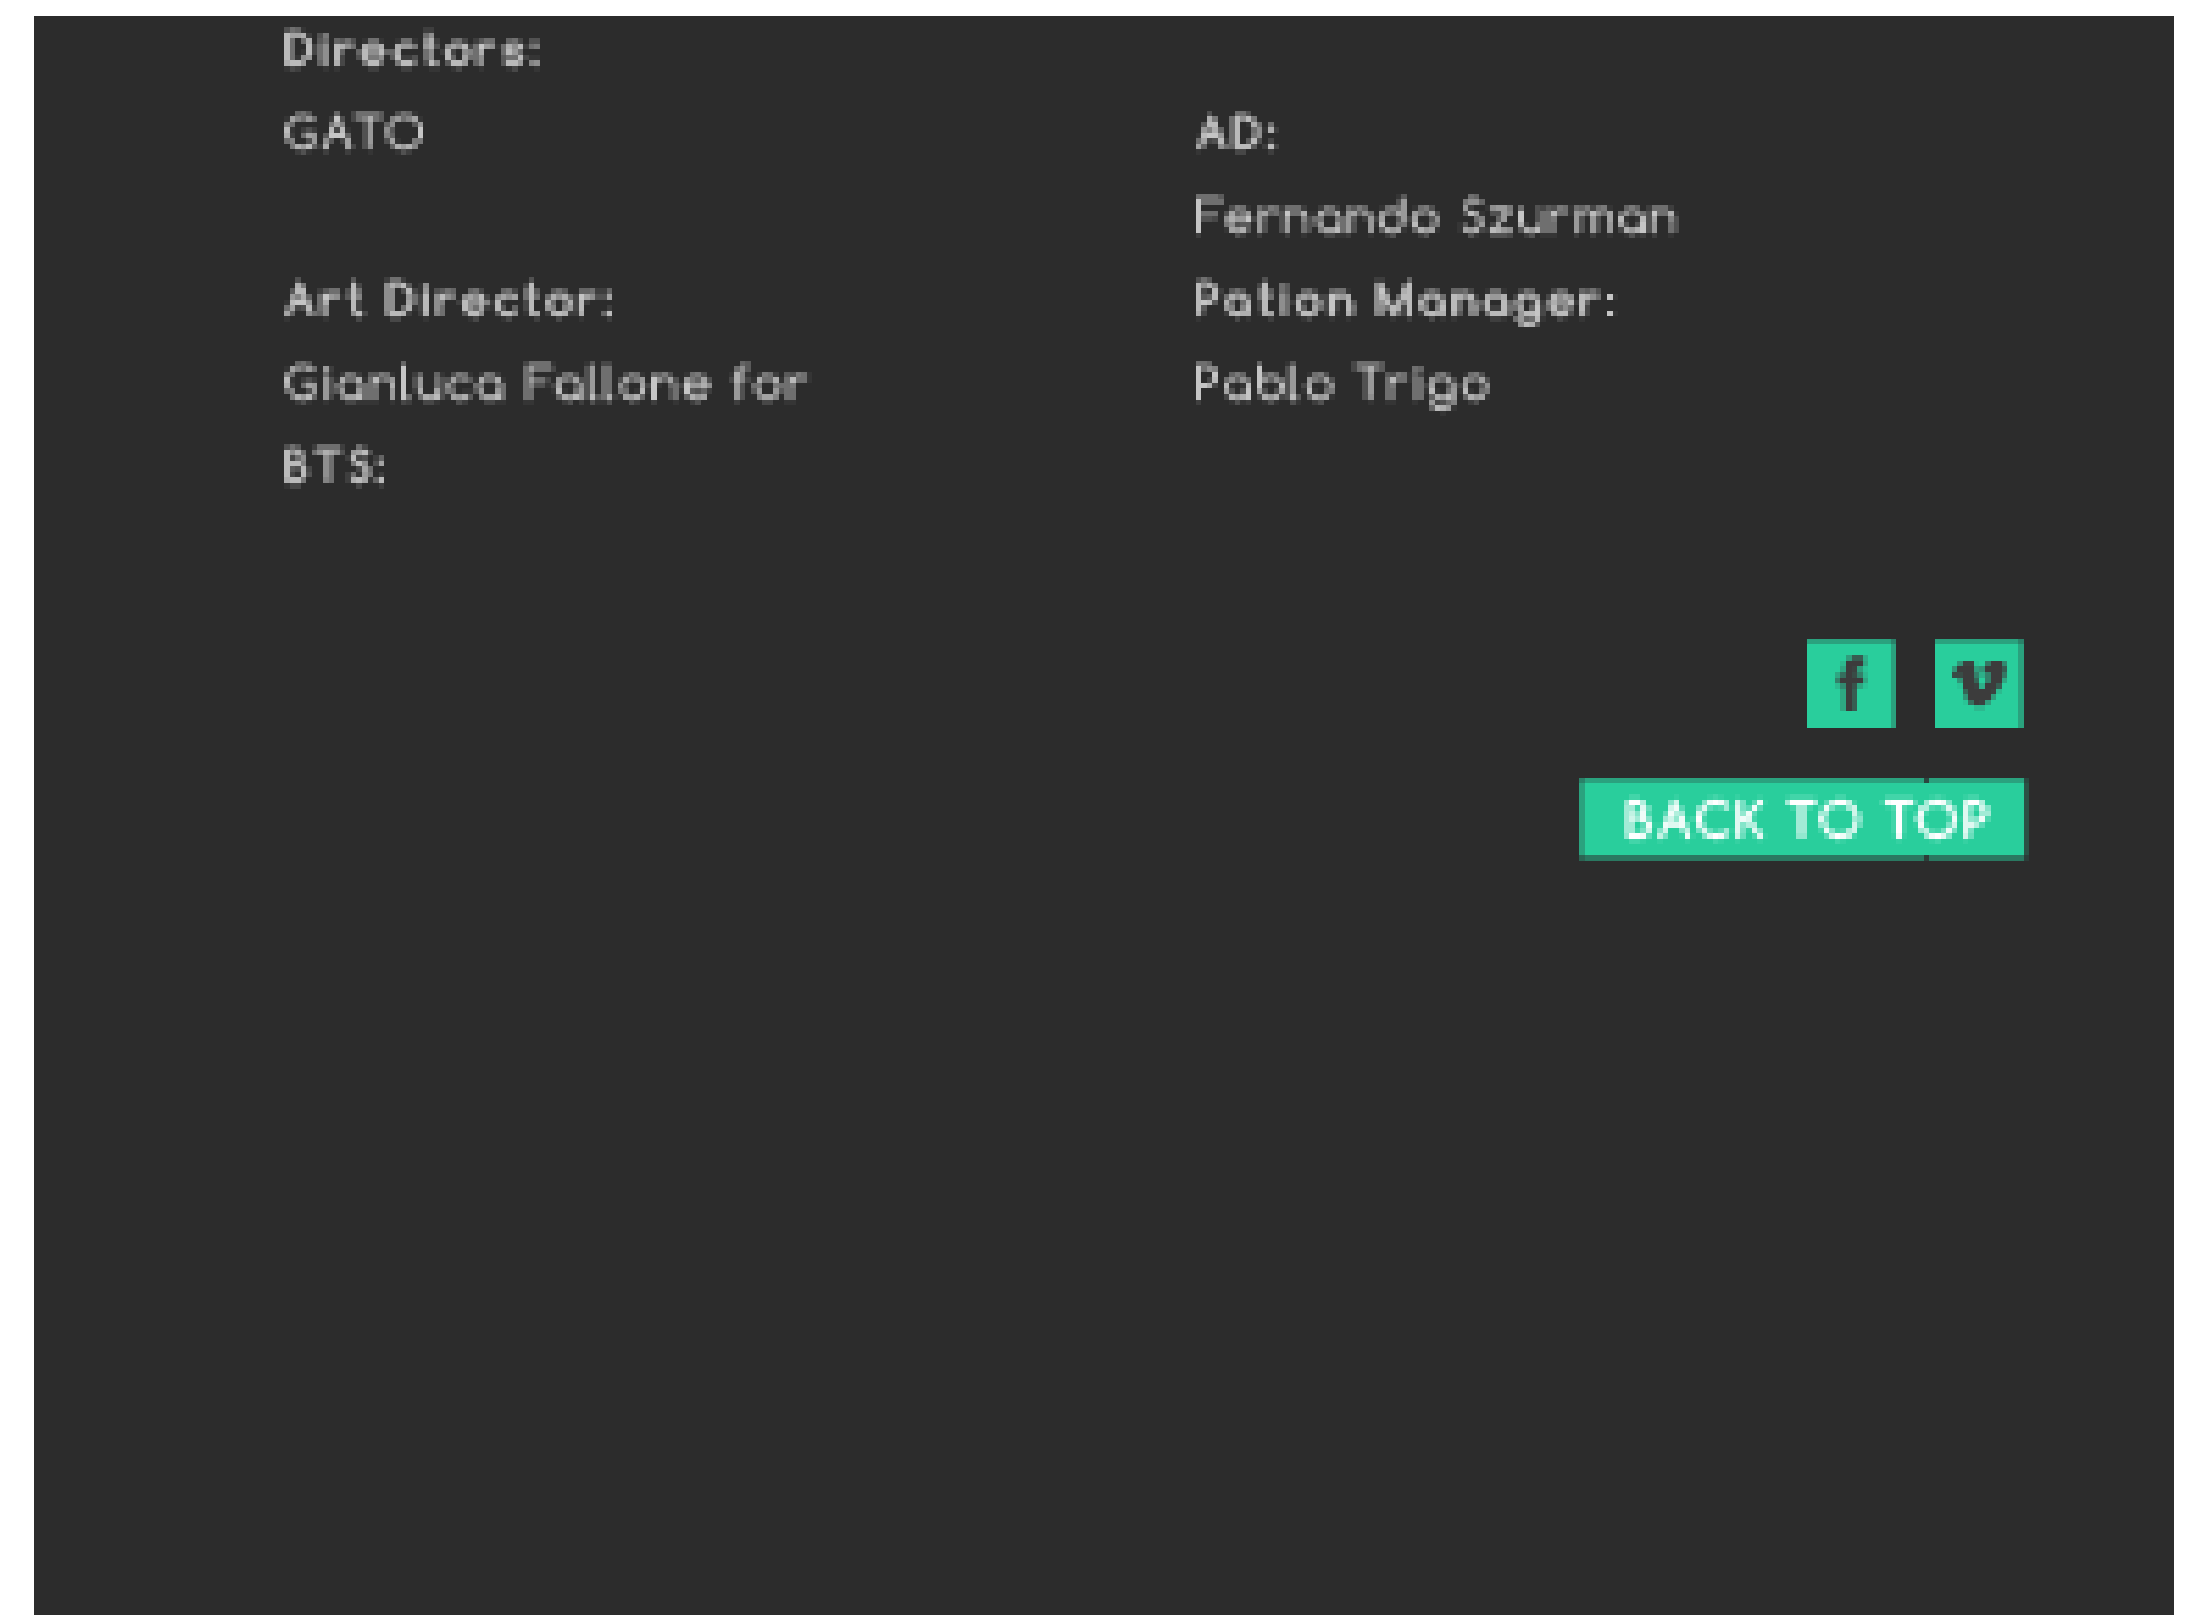 Directors:
GATO
Art Director:
Gianluca Fallone for
BTS:
AD:
Fernando Szurman
Pation Manager:
Pablo Trigo
BACK TO TOP